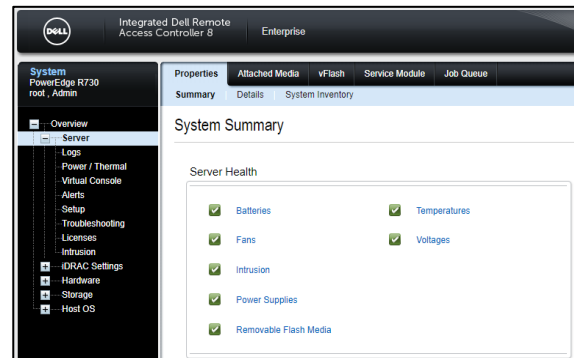 DELL
Integrated Dell Remote
Access Controller 8
Enterprise
System
PowerEdge R730
root , Admin
Overview
Server
Logs
Power / Thermal
Virtual Console
Alerts
Setup
Troubleshooting
Licenses
Intrusion
iDRAC Settings
Hardware
Storage
Host OS
Properties Attached Media vFlash Service Module Job Queue
Summary Details System Inventory
System Summary
Server Health
Batteries Temperatures
Fans Voltages
Intrusion
Power Supplies
Removable Flash Media